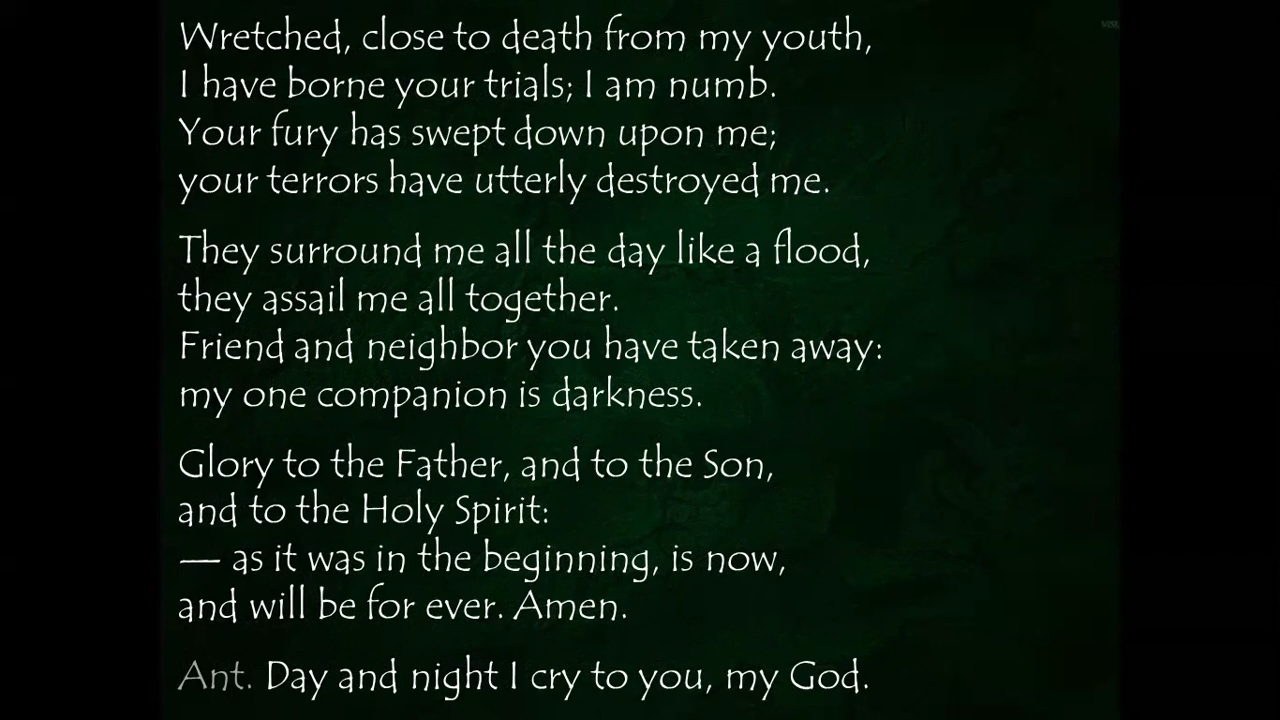 Wretched, close to death from my youth,
I have borne your trials; I am numb.
Your fury has swept down upon me;
your terrors have utterly destroyed me.
They surround me all the day like a flood,
they assail me all together.
Friend and neighbor you have taken away:
my one companion is darkness.
Glory to the Father, and to the Son,
and to the Holy Spirit:
— as it was in the beginning, is now,
and will be for ever. Amen.
Ant. Day and night I cry to you, my God.